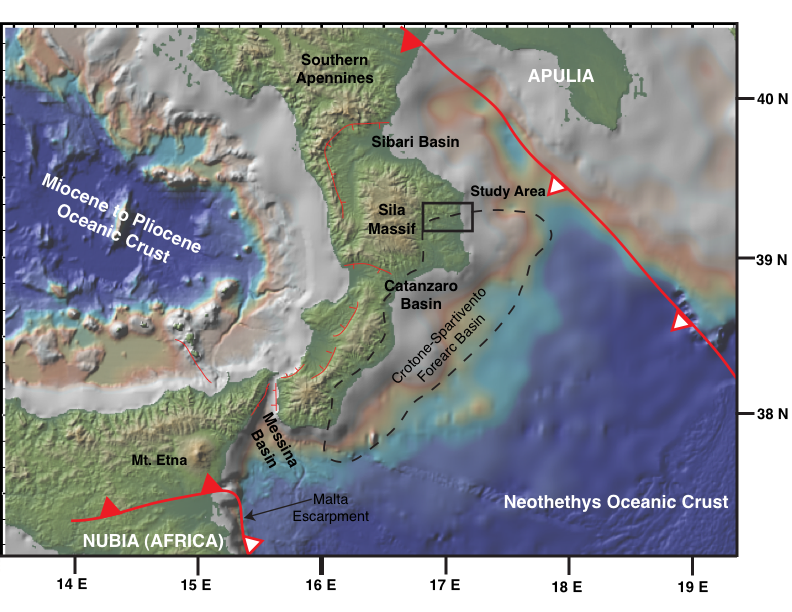 Southern
Apennines
APULIA
40 N
Sibari Basin
Miocene to Pliocene
Oceanic Crust
Study Area
Sila
Massif
39 N
Catanzaro
Basin
Crotone-Spartivento
Forearc Basin
38 N
Messina
Basin
Mt. Etna
Malta
Escarpment
Neothethys Oceanic Crust
NUBIA (AFRICA)
14 E
15 E
16 E
17 E
18 E
19 E